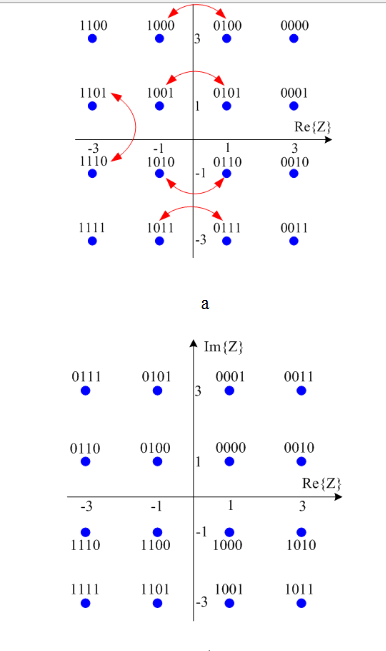 1100 1000 0100 0000
3
1101 1001 0101 0001
1
Re{Z}
-3 -1 1 3
1110 1010 0110 0010
-1
1111 1011 0111 0011
-3
a
Im{Z}
0111 0101 0001 0011
3
0110 0100 0000 0010
1
Re{Z}
-3 -1 1 3
-1
1110 1100 1000 1010
1111 1101 1001 1011
-3